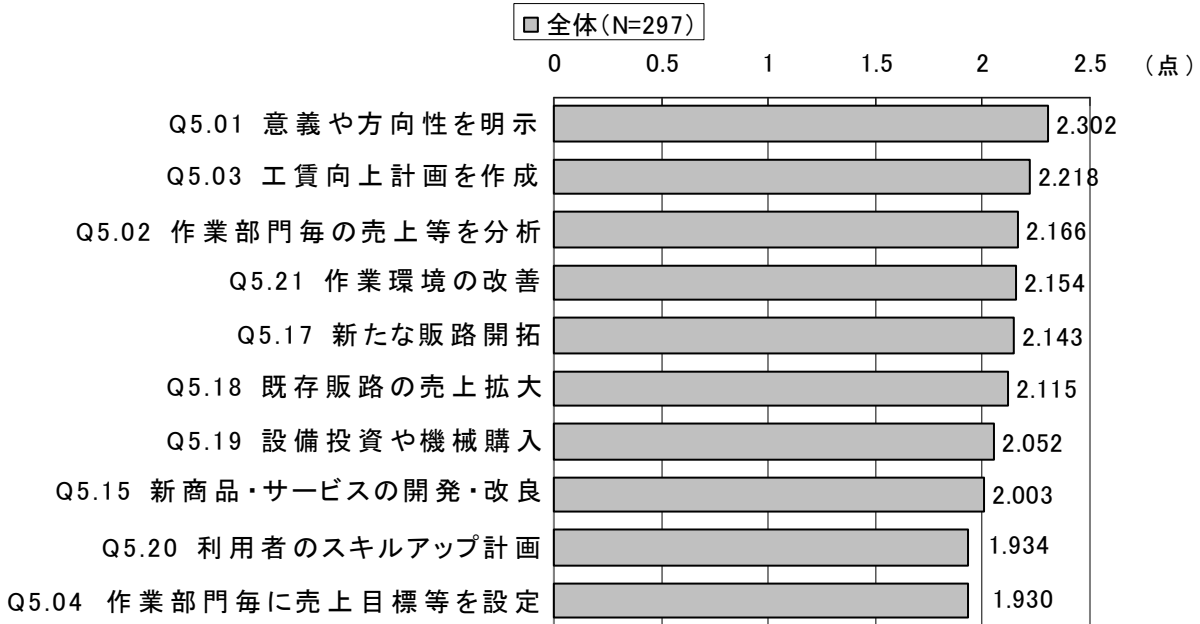 全体(N=297)
0 0.5 1 1.5 2 2.5 (点)
Q5.01 意義や方向性を明示 2.302
Q5.03 工賃向上計画を作成 2.218
Q5.02 作業部門毎の売上等を分析 2.166
Q5.21 作業環境の改善 2.154
Q5.17 新たな販路開拓 2.143
Q5.18 既存販路の売上拡大 2.115
Q5.19 設備投資や機械購入 2.052
Q5.15 新商品・サービスの開発・改良 2.003
Q5.20 利用者のスキルアップ計画 1.934
Q5.04 作業部門毎に売上目標等を設定 1.930